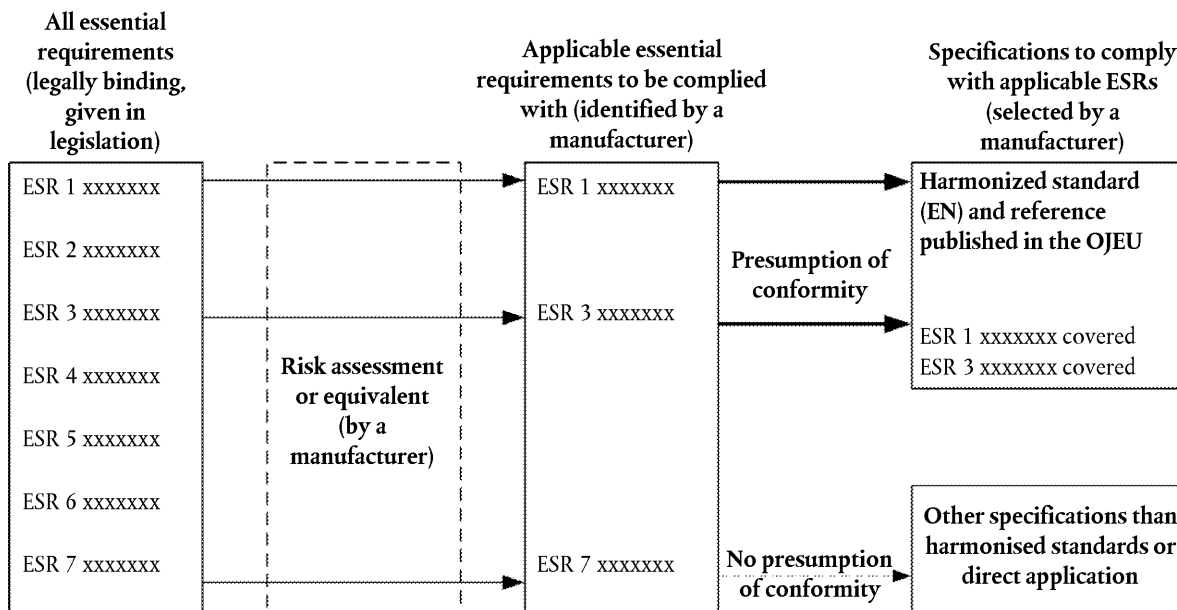 All essential
requirements
(legally binding,
given in
legislation)
ESR 1 xxxxxxx
ESR 2 xxxxxxx
ESR 3 xxxxxxx
ESR 4 xxxxxxx
ESR 5 xxxxxxx
ESR 6 xxxxxxx
ESR 7 xxxxxxx
Risk assessment
or equivalent
(by a
manufacturer)
Applicable essential
requirements to be complied
with (identified by a
manufacturer)
ESR 1 xxxxxxx
ESR 3 xxxxxxx
ESR 7 xxxxxxx
Presumption of
conformity
No presumption
of conformity
Specifications to comply
with applicable ESRs
(selected by a
manufacturer)
Harmonized standard
(EN) and reference
published in the OJEU
ESR 1 xxxxxxx covered
ESR 3 xxxxxxx covered
Other specifications than
harmonised standards or
direct application